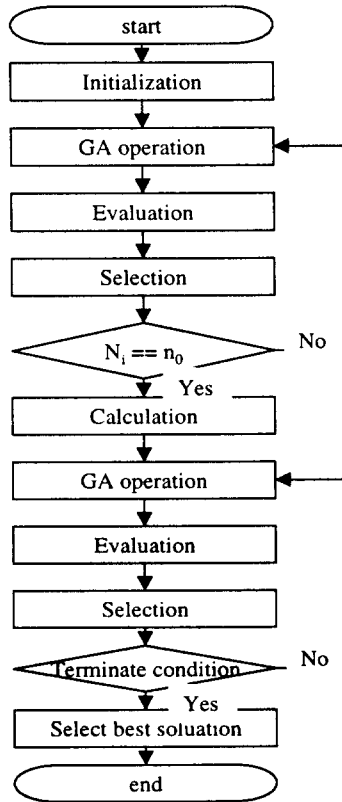 start
Initialization
GA operation
Evaluation
Selection
N_i == n_0
No
Yes
Calculation
GA operation
Evaluation
Selection
Terminate condition
No
Yes
Select best soluation
end